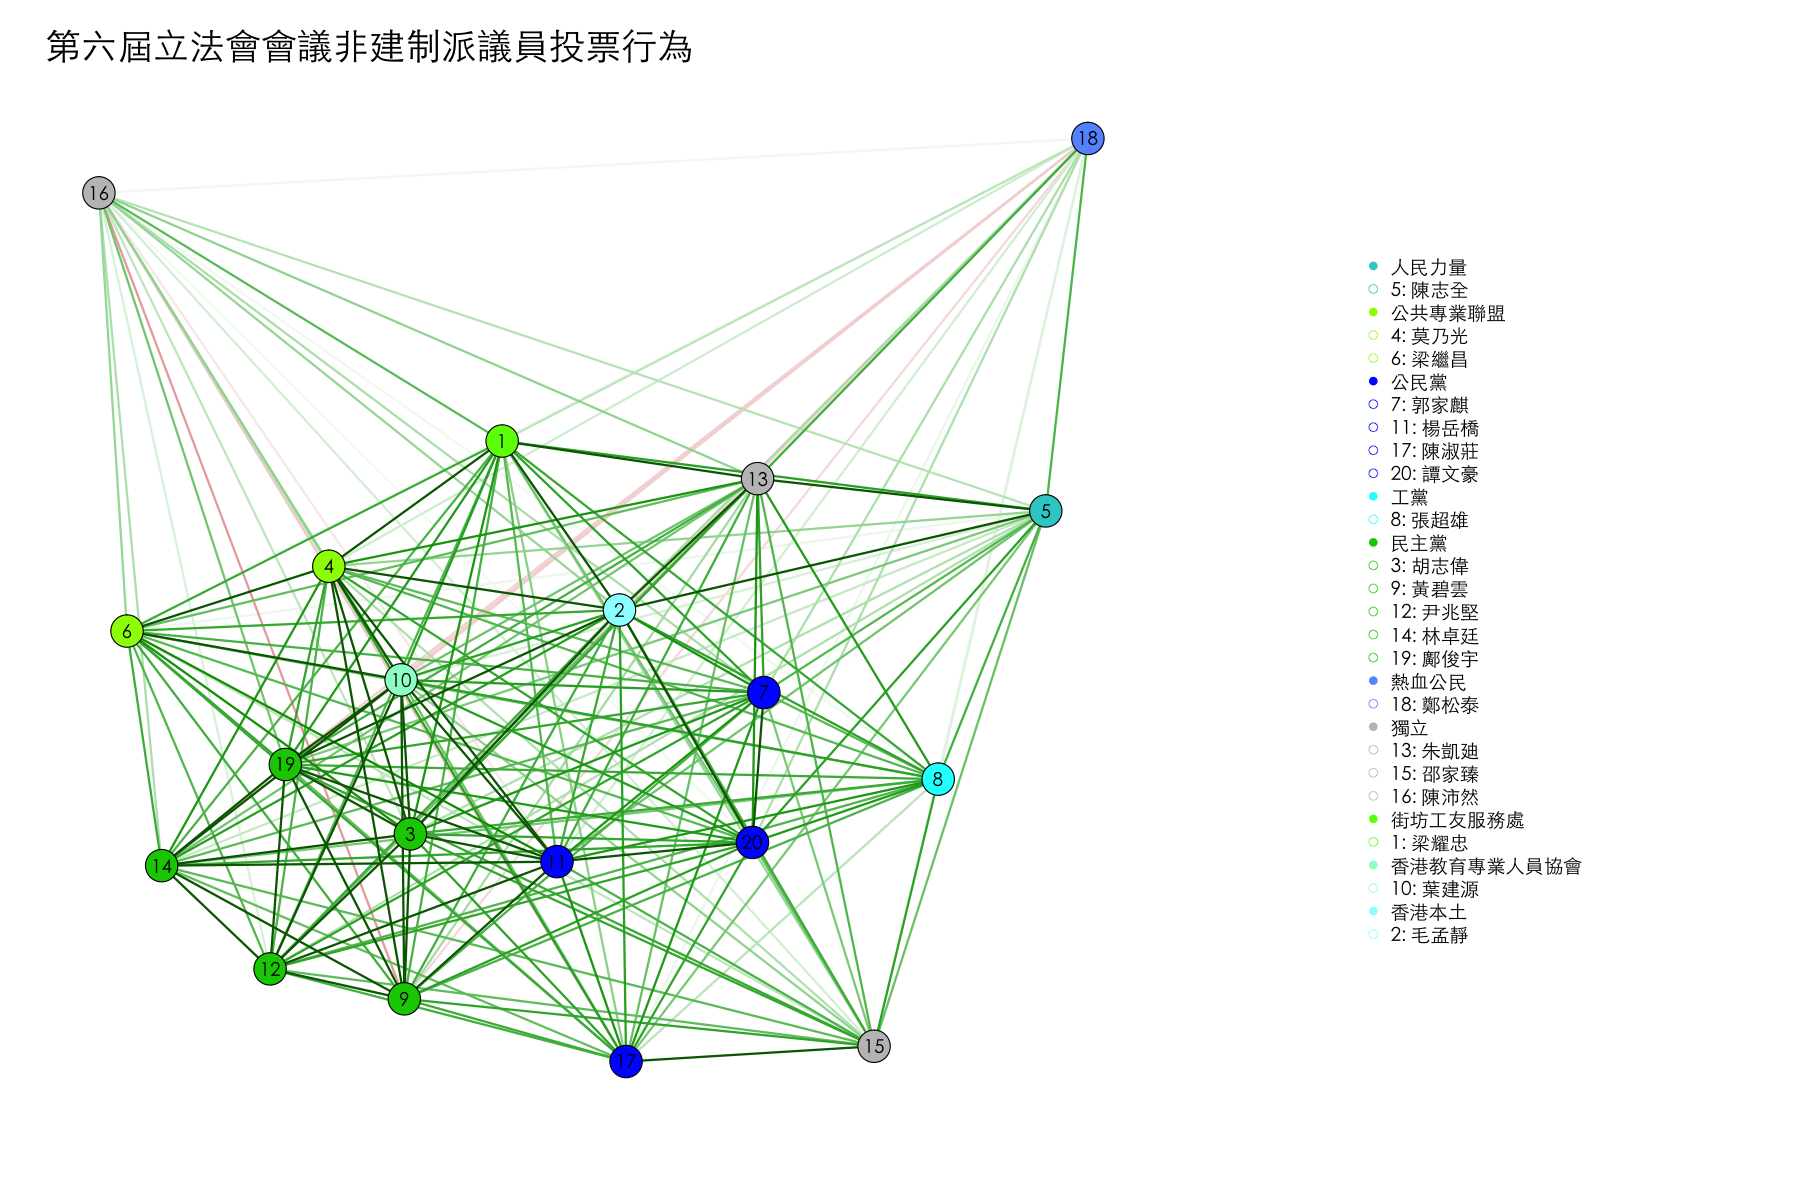 第六屆立法會會議非建制派議員投票行為
18
16
1
13
5
4
2
6
10
7
19
8
3
20
11
14
12
9
15
17
人民力量
5: 陳志全
公共專業聯盟
4: 莫乃光
6: 梁繼昌
公民黨
7: 郭家麒
11: 楊岳橋
17: 陳淑莊
20: 譚文豪
工黨
8: 張超雄
民主黨
3: 胡志偉
9: 黃碧雲
12: 尹兆堅
14: 林卓廷
19: 鄺俊宇
熱血公民
18: 鄭松泰
獨立
13: 朱凱廸
15: 邵家臻
16: 陳沛然
街坊工友服務處
1: 梁耀忠
香港教育專業人員協會
10: 葉建源
香港本土
2: 毛孟靜